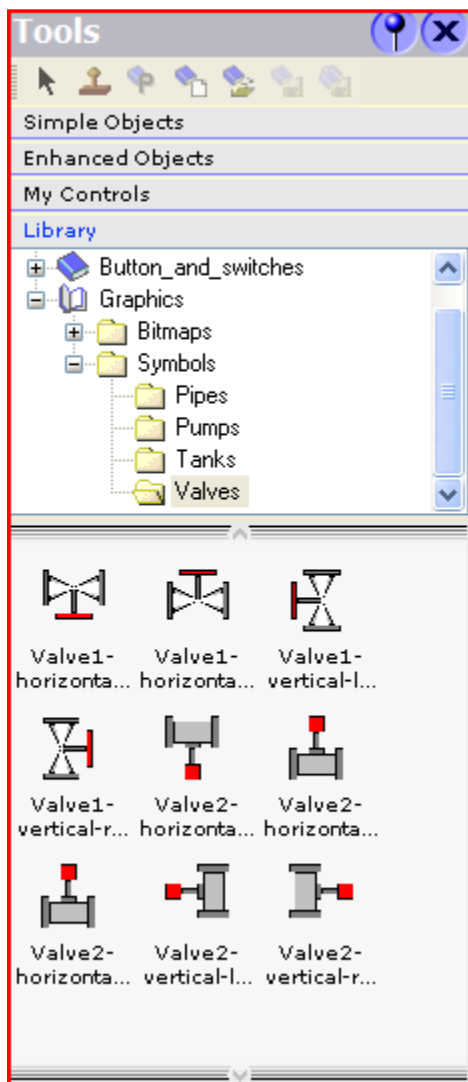 Tools
Simple Objects
Enhanced Objects
My Controls
Library
Button_and_switches
Graphics
Bitmaps
Symbols
Pipes
Pumps
Tanks
Valves
Valve1- Valve1- Valve1-
horizonta... horizonta... vertical-l...
Valve1- Valve2- Valve2-
vertical-r... horizonta... horizonta...
Valve2- Valve2- Valve2-
horizonta... vertical-l... vertical-r...